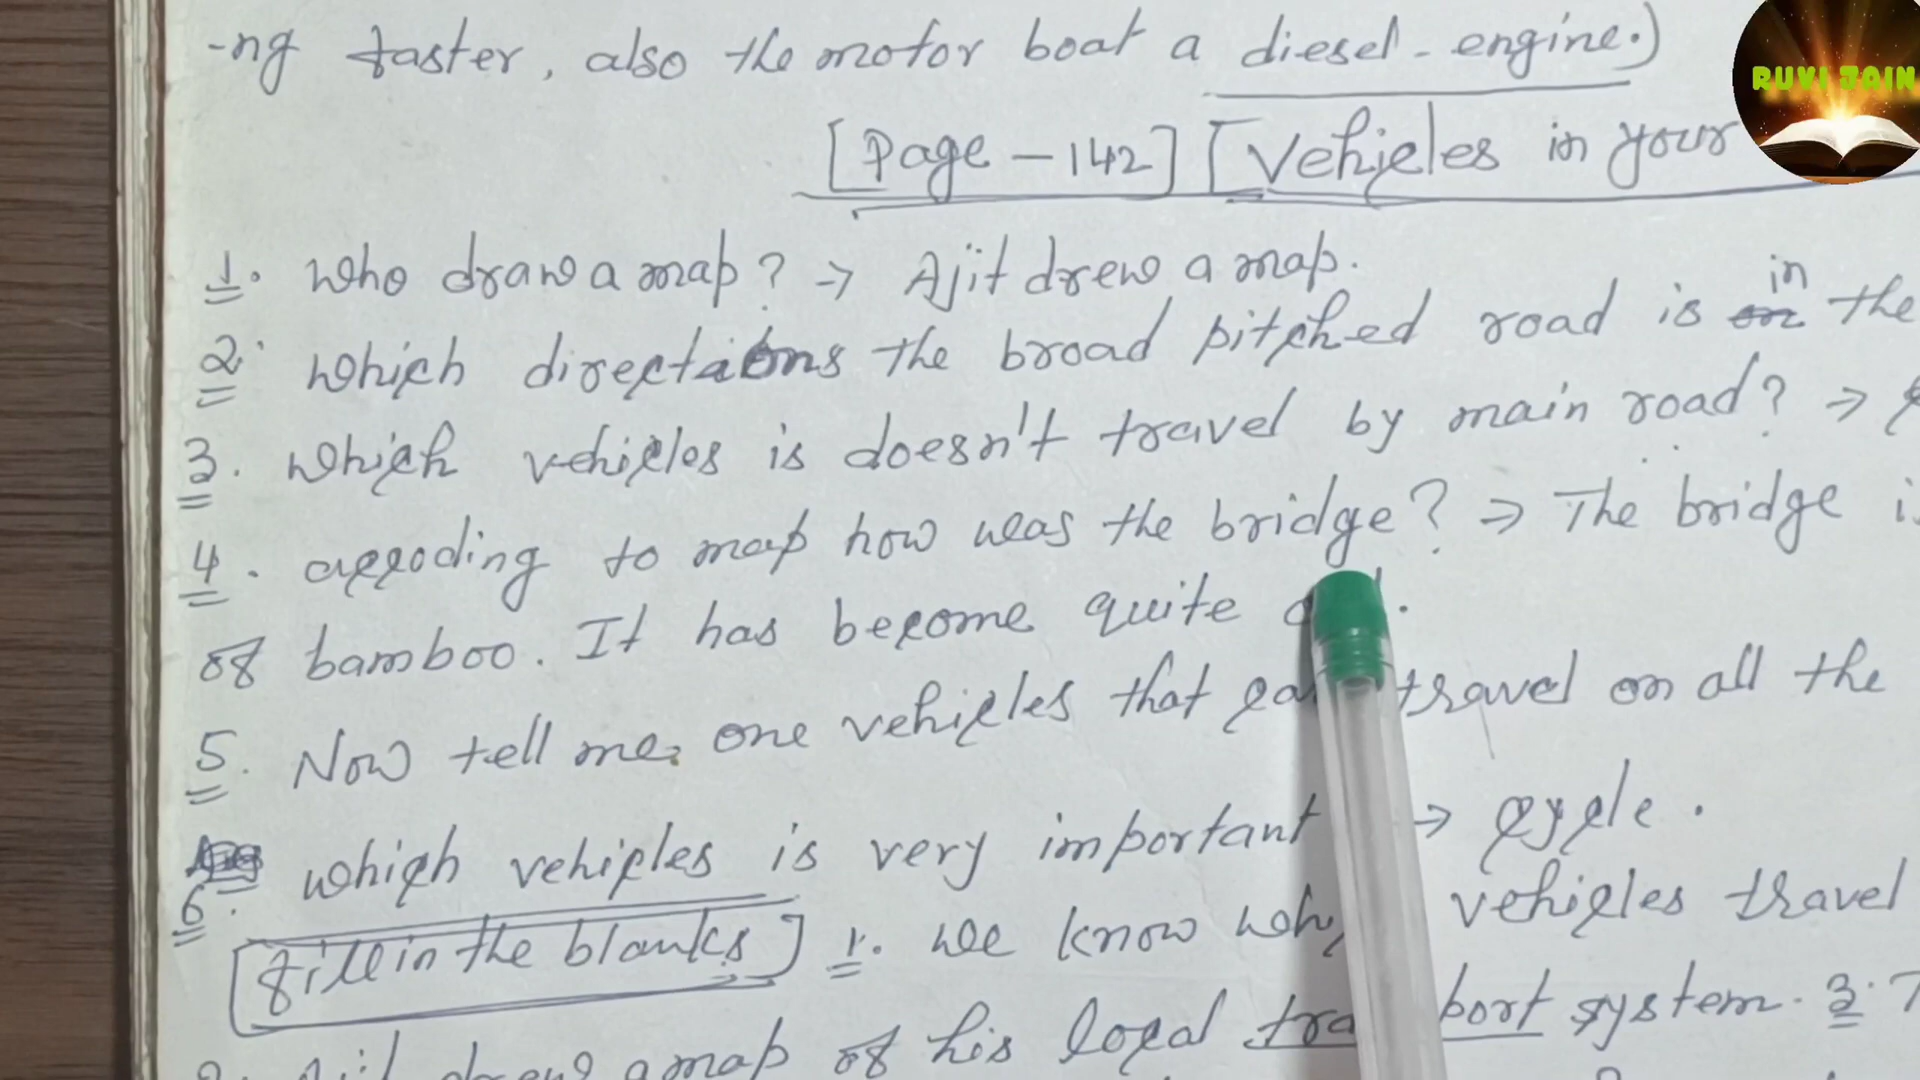 -ng faster, also the motor boat a diesel-engine.)
[Page - 142] [Vehicles in your
RUVI JAIN
1. Who draw a map? → Ajit drew a map.
2. Which directions the broad pitched road is in the
3. Which vehicles is doesn't travel by main road? →
4. accoding to map how was the bridge? → The bridge is
of bamboo. It has become quite
5. Now tell me, one vehicles that travel on all the
6. Which vehicles is very important → cycle.
[fill in the blanks] 1. We know vehicles travel
drew a map of his local transport system. 3.